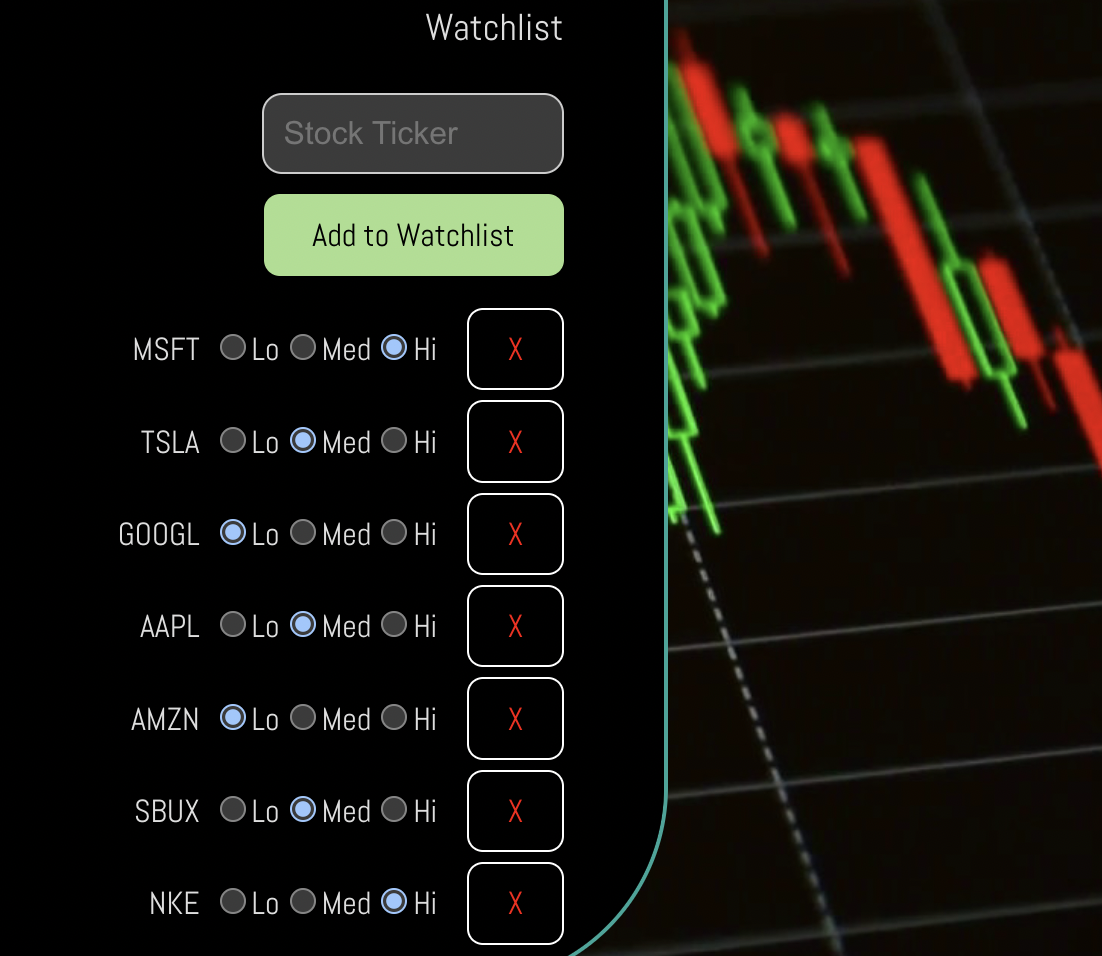 Watchlist
Stock Ticker
Add to Watchlist
MSFT Lo Med Hi X
TSLA Lo Med Hi X
GOOGL Lo Med Hi X
AAPL Lo Med Hi X
AMZN Lo Med Hi X
SBUX Lo Med Hi X
NKE Lo Med Hi X